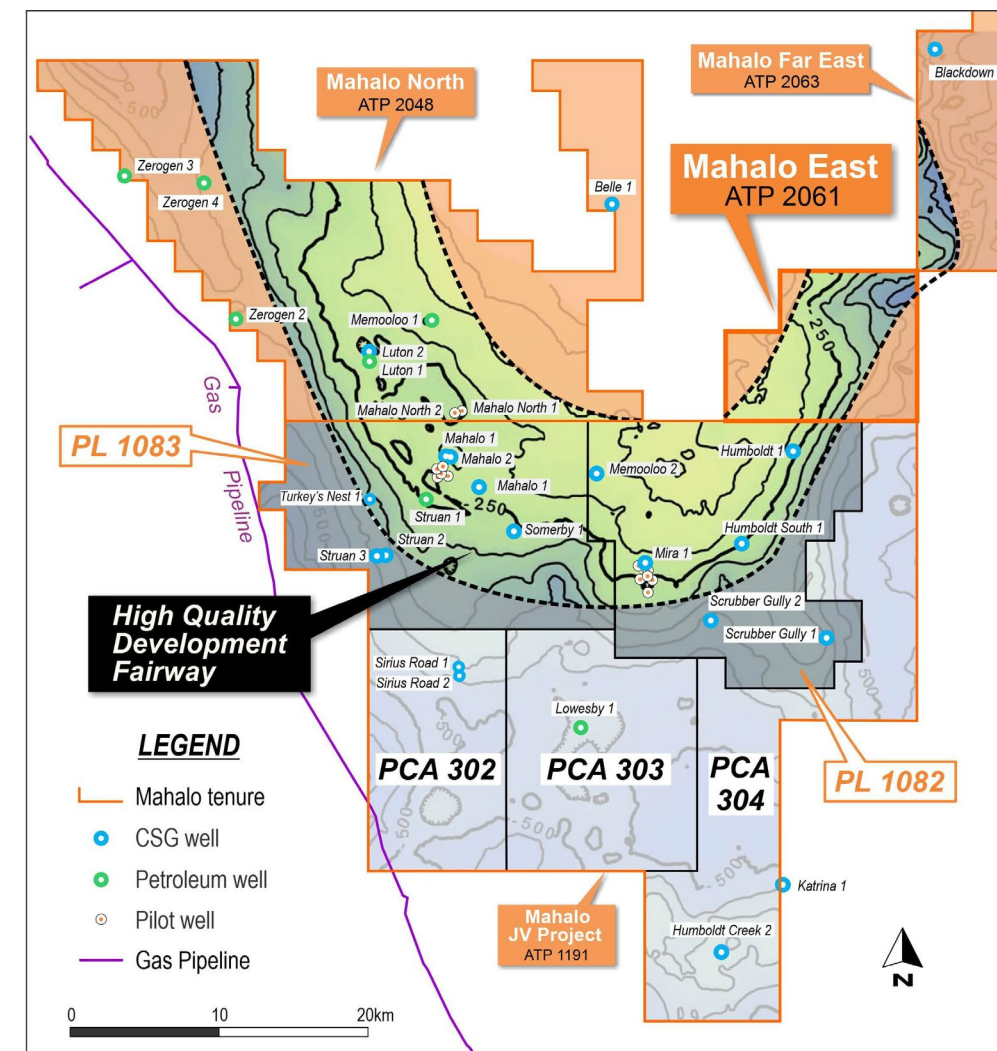 Mahalo North
ATP 2048
Mahalo Far East
ATP 2063
Blackdown
Mahalo East
ATP 2061
-500
Zerogen 3
Zerogen 4
Belle 1
Zerogen 2
Memooloo 1
Luton 2
Luton 1
-250
Mahalo North 2
Mahalo North 1
Gas Pipeline
PL 1083
Mahalo 1
Mahalo 2
Mahalo 1
Memooloo 2
Humboldt 1
Turkey's Nest 1
Struan 1
-250
Somerby 1
Humboldt South 1
Struan 3
Struan 2
Mira 1
High Quality
Development
Fairway
Scrubber Gully 2
Scrubber Gully 1
Sirius Road 1
Sirius Road 2
Lowesby 1
-500
PCA 302
PCA 303
PCA
304
PL 1082
-500
-500
LEGEND
Mahalo tenure
CSG well
Petroleum well
Pilot well
Gas Pipeline
Katrina 1
Mahalo
JV Project
ATP 1191
Humboldt Creek 2
N
0 10 20km